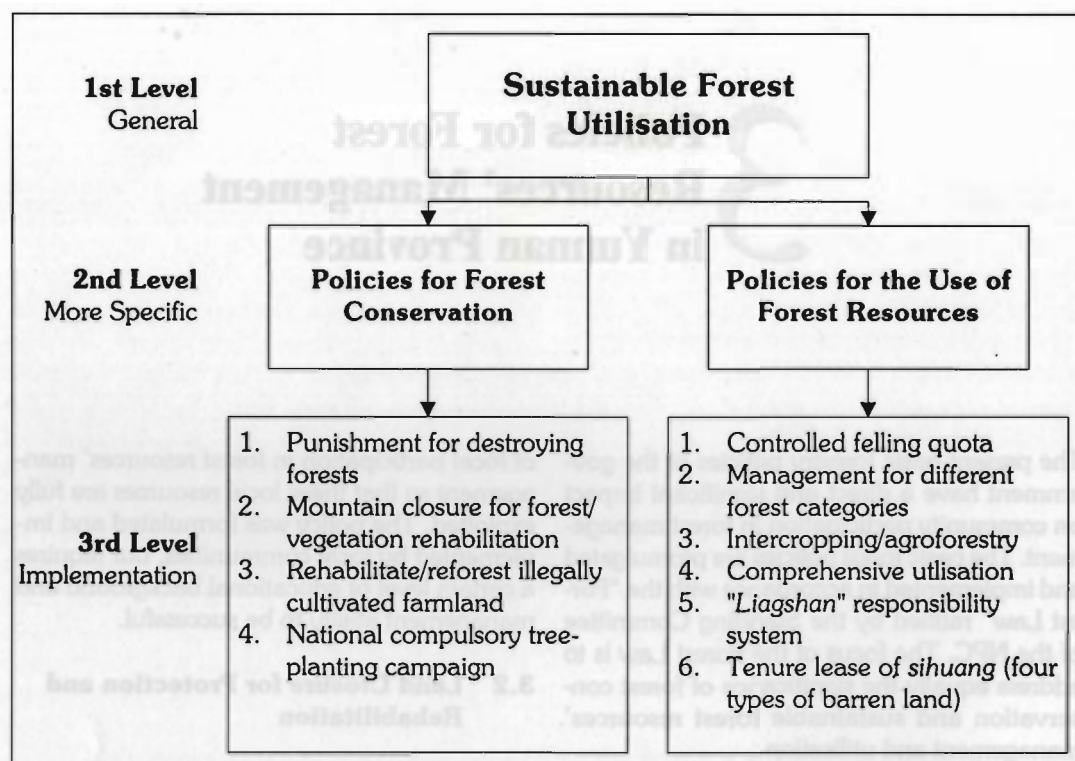 1st Level
General
Sustainable Forest
Utilisation
2nd Level
More Specific
Policies for Forest
Conservation
Policies for the Use of
Forest Resources
3rd Level
Implementation
1. Punishment for destroying
forests
2. Mountain closure for forest/
vegetation rehabilitation
3. Rehabilitate/reforest illegally
cultivated farmland
4. National compulsory tree-
planting campaign
1. Controlled felling quota
2. Management for different
forest categories
3. Intercropping/agroforestry
4. Comprehensive utilisation
5. "Liagshan" responsibility
system
6. Tenure lease of sihung (four
types of barren land)